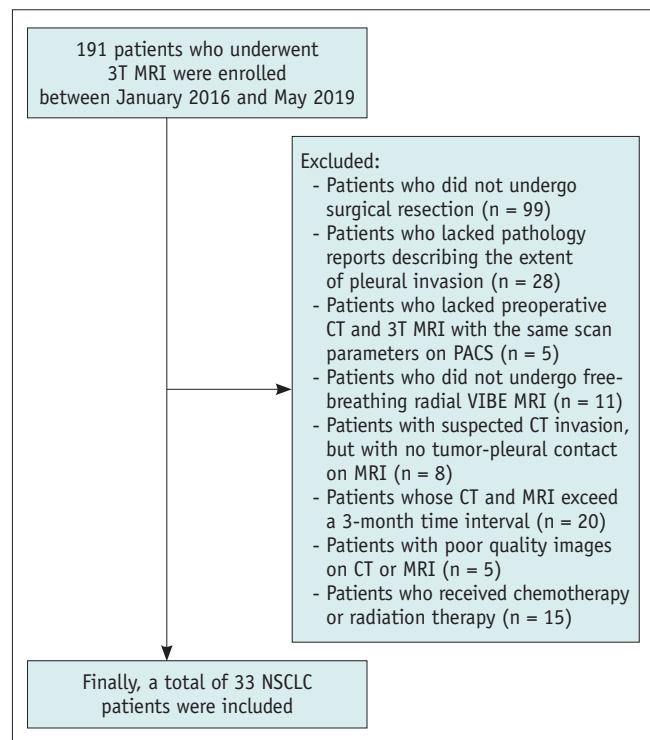 191 patients who underwent
3T MRI were enrolled
between January 2016 and May 2019
Excluded:
- Patients who did not undergo
surgical resection (n = 99)
- Patients who lacked pathology
reports describing the extent
of pleural invasion (n = 28)
- Patients who lacked preoperative
CT and 3T MRI with the same scan
parameters on PACS (n = 5)
- Patients who did not undergo free-
breathing radial VIBE MRI (n = 11)
- Patients with suspected CT invasion,
but with no tumor-pleural contact
on MRI (n = 8)
- Patients whose CT and MRI exceed
a 3-month time interval (n = 20)
- Patients with poor quality images
on CT or MRI (n = 5)
- Patients who received chemotherapy
or radiation therapy (n = 15)
Finally, a total of 33 NSCLC
patients were included